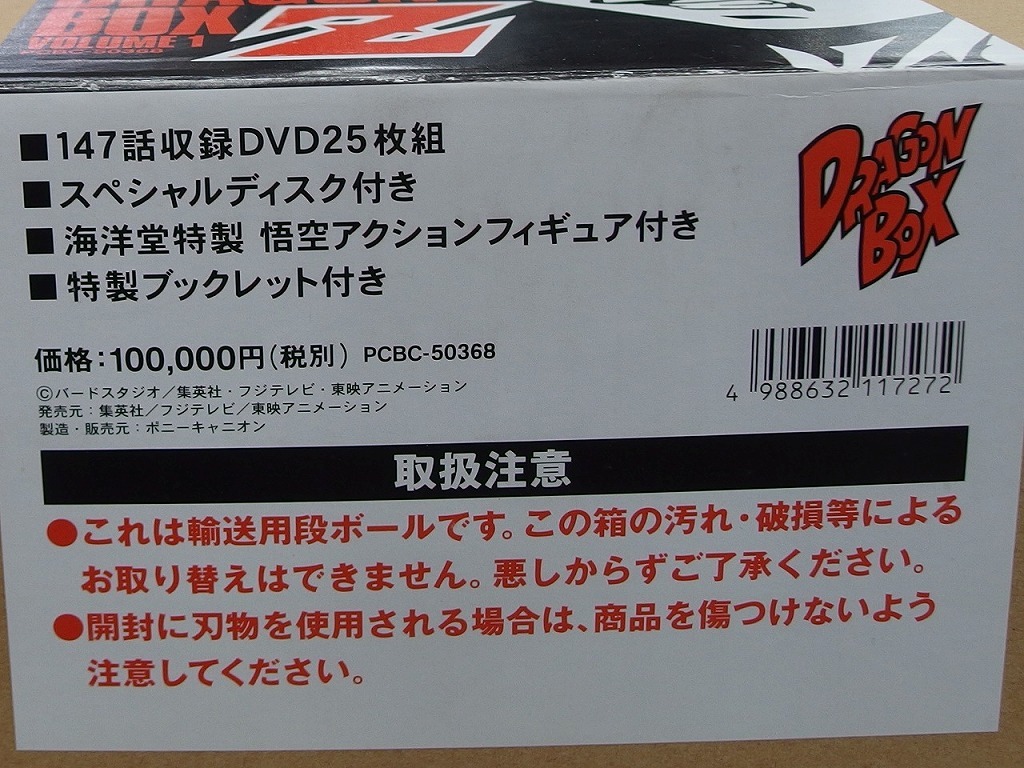 BOX Z
VOLUME 1
■147話収録DVD25枚組
■スペシャルディスク付き
■海洋堂特製 悟空アクションフィギュア付き
■特製ブックレット付き
DRAGON
BOX
価格：100,000円（税別） PCBC-50368
Ⓒバードスタジオ／集英社・フジテレビ・東映アニメーション
発売元：集英社／フジテレビ／東映アニメーション
製造・販売元：ポニーキャニオン
4 988632 117272
取扱注意
●これは輸送用段ボールです。この箱の汚れ・破損等による
お取り替えはできません。悪しからずご了承ください。
●開封に刃物を使用される場合は、商品を傷つけないよう
注意してください。